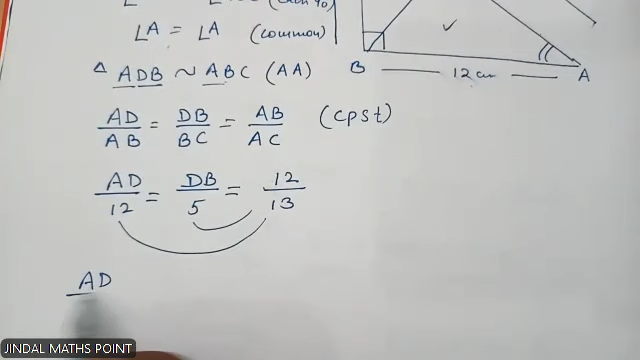 ∠A = ∠A (common)
△ ADB ~ ABC (AA)
B 12 cm A
AD/AB = DB/BC = AB/AC (cpst)
AD/12 = DB/5 = 12/13
AD
JINDAL MATHS POINT